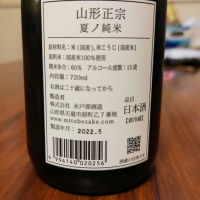 山形正宗
夏ノ純米
原材料名：米(国産)、米こうじ(国産米)
原料米：国産米100%使用
精米歩合：60% アルコール度数：15度
内容量：720ml
お酒は二十歳になってから
製造者
株式会社 水戸部酒造
山形県天童市原町乙7番地
www.mitobesake.com
製造年月：2022.5
品目
日本酒
4994140020256